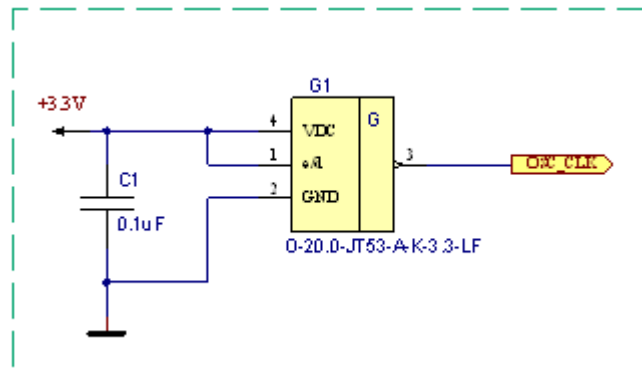 G1
+3.3V
4 VDC G
1 e/d 3 OSC_CLK
2 GND
C1
0.1uF
O-20.0-JT53-A-K-3.3-LF